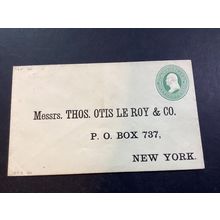 Messrs. THOS. OTIS LE ROY & CO.
P. O. BOX 737,
NEW YORK.